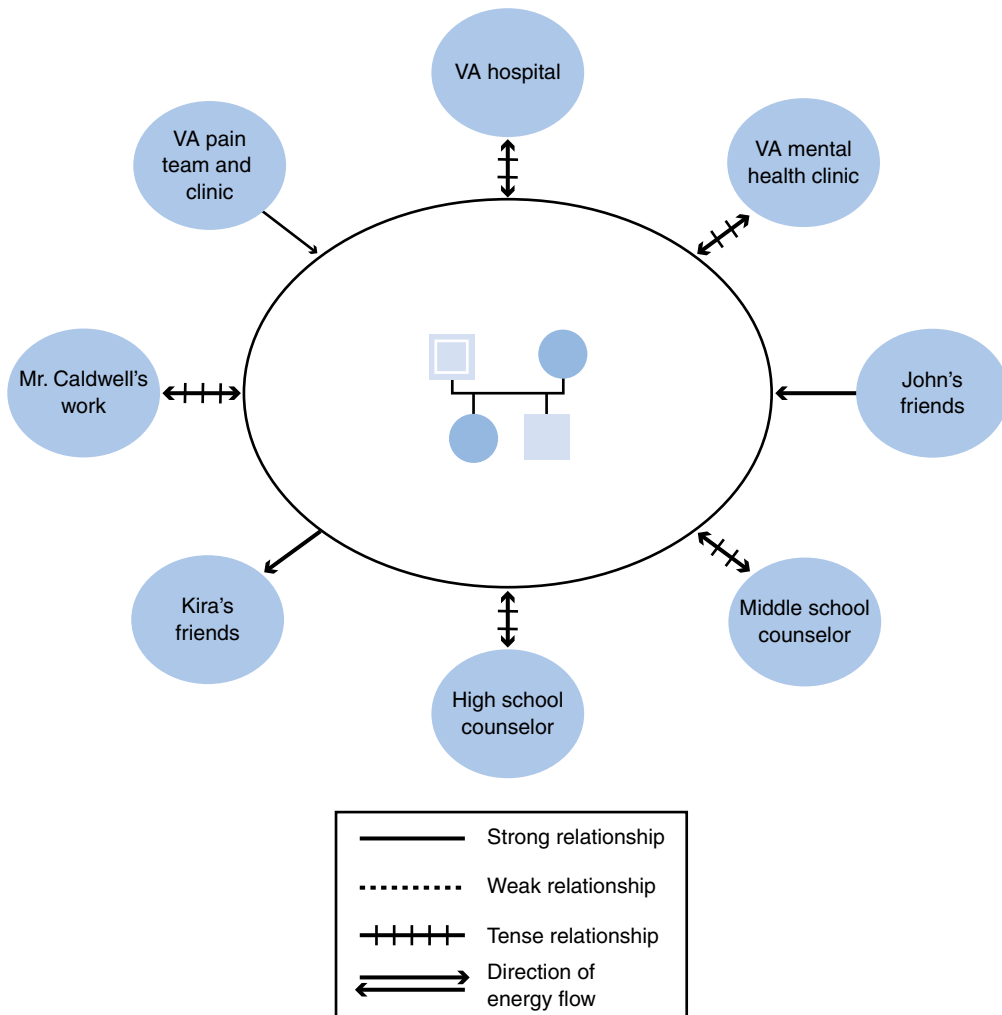 VA hospital
VA pain
team and
clinic
VA mental
health clinic
Mr. Caldwell’s
work
John’s
friends
Kira’s
friends
Middle school
counselor
High school
counselor
Strong relationship
Weak relationship
Tense relationship
Direction of
energy flow